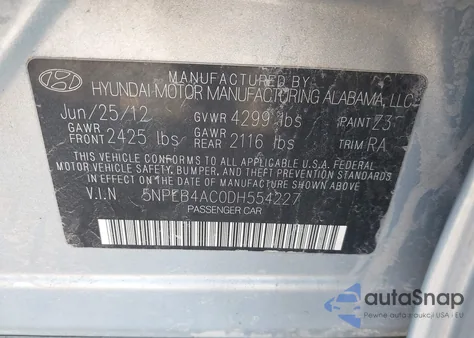 MANUFACTURED BY
HYUNDAI MOTOR MANUFACTURING ALABAMA, LLC
Jun/25/12 GVWR 4299 lbs PAINT Z3
GAWR FRONT 2425 lbs GAWR REAR 2116 lbs TRIM RA
THIS VEHICLE CONFORMS TO ALL APPLICABLE U.S.A. FEDERAL
MOTOR VEHICLE SAFETY, BUMPER, AND THEFT PREVENTION STANDARDS
IN EFFECT ON THE DATE OF MANUFACTURE SHOWN ABOVE.
V.I.N 5NPEB4AC0DH554227
PASSENGER CAR
autoSnap
Pewne auta z USA i EU